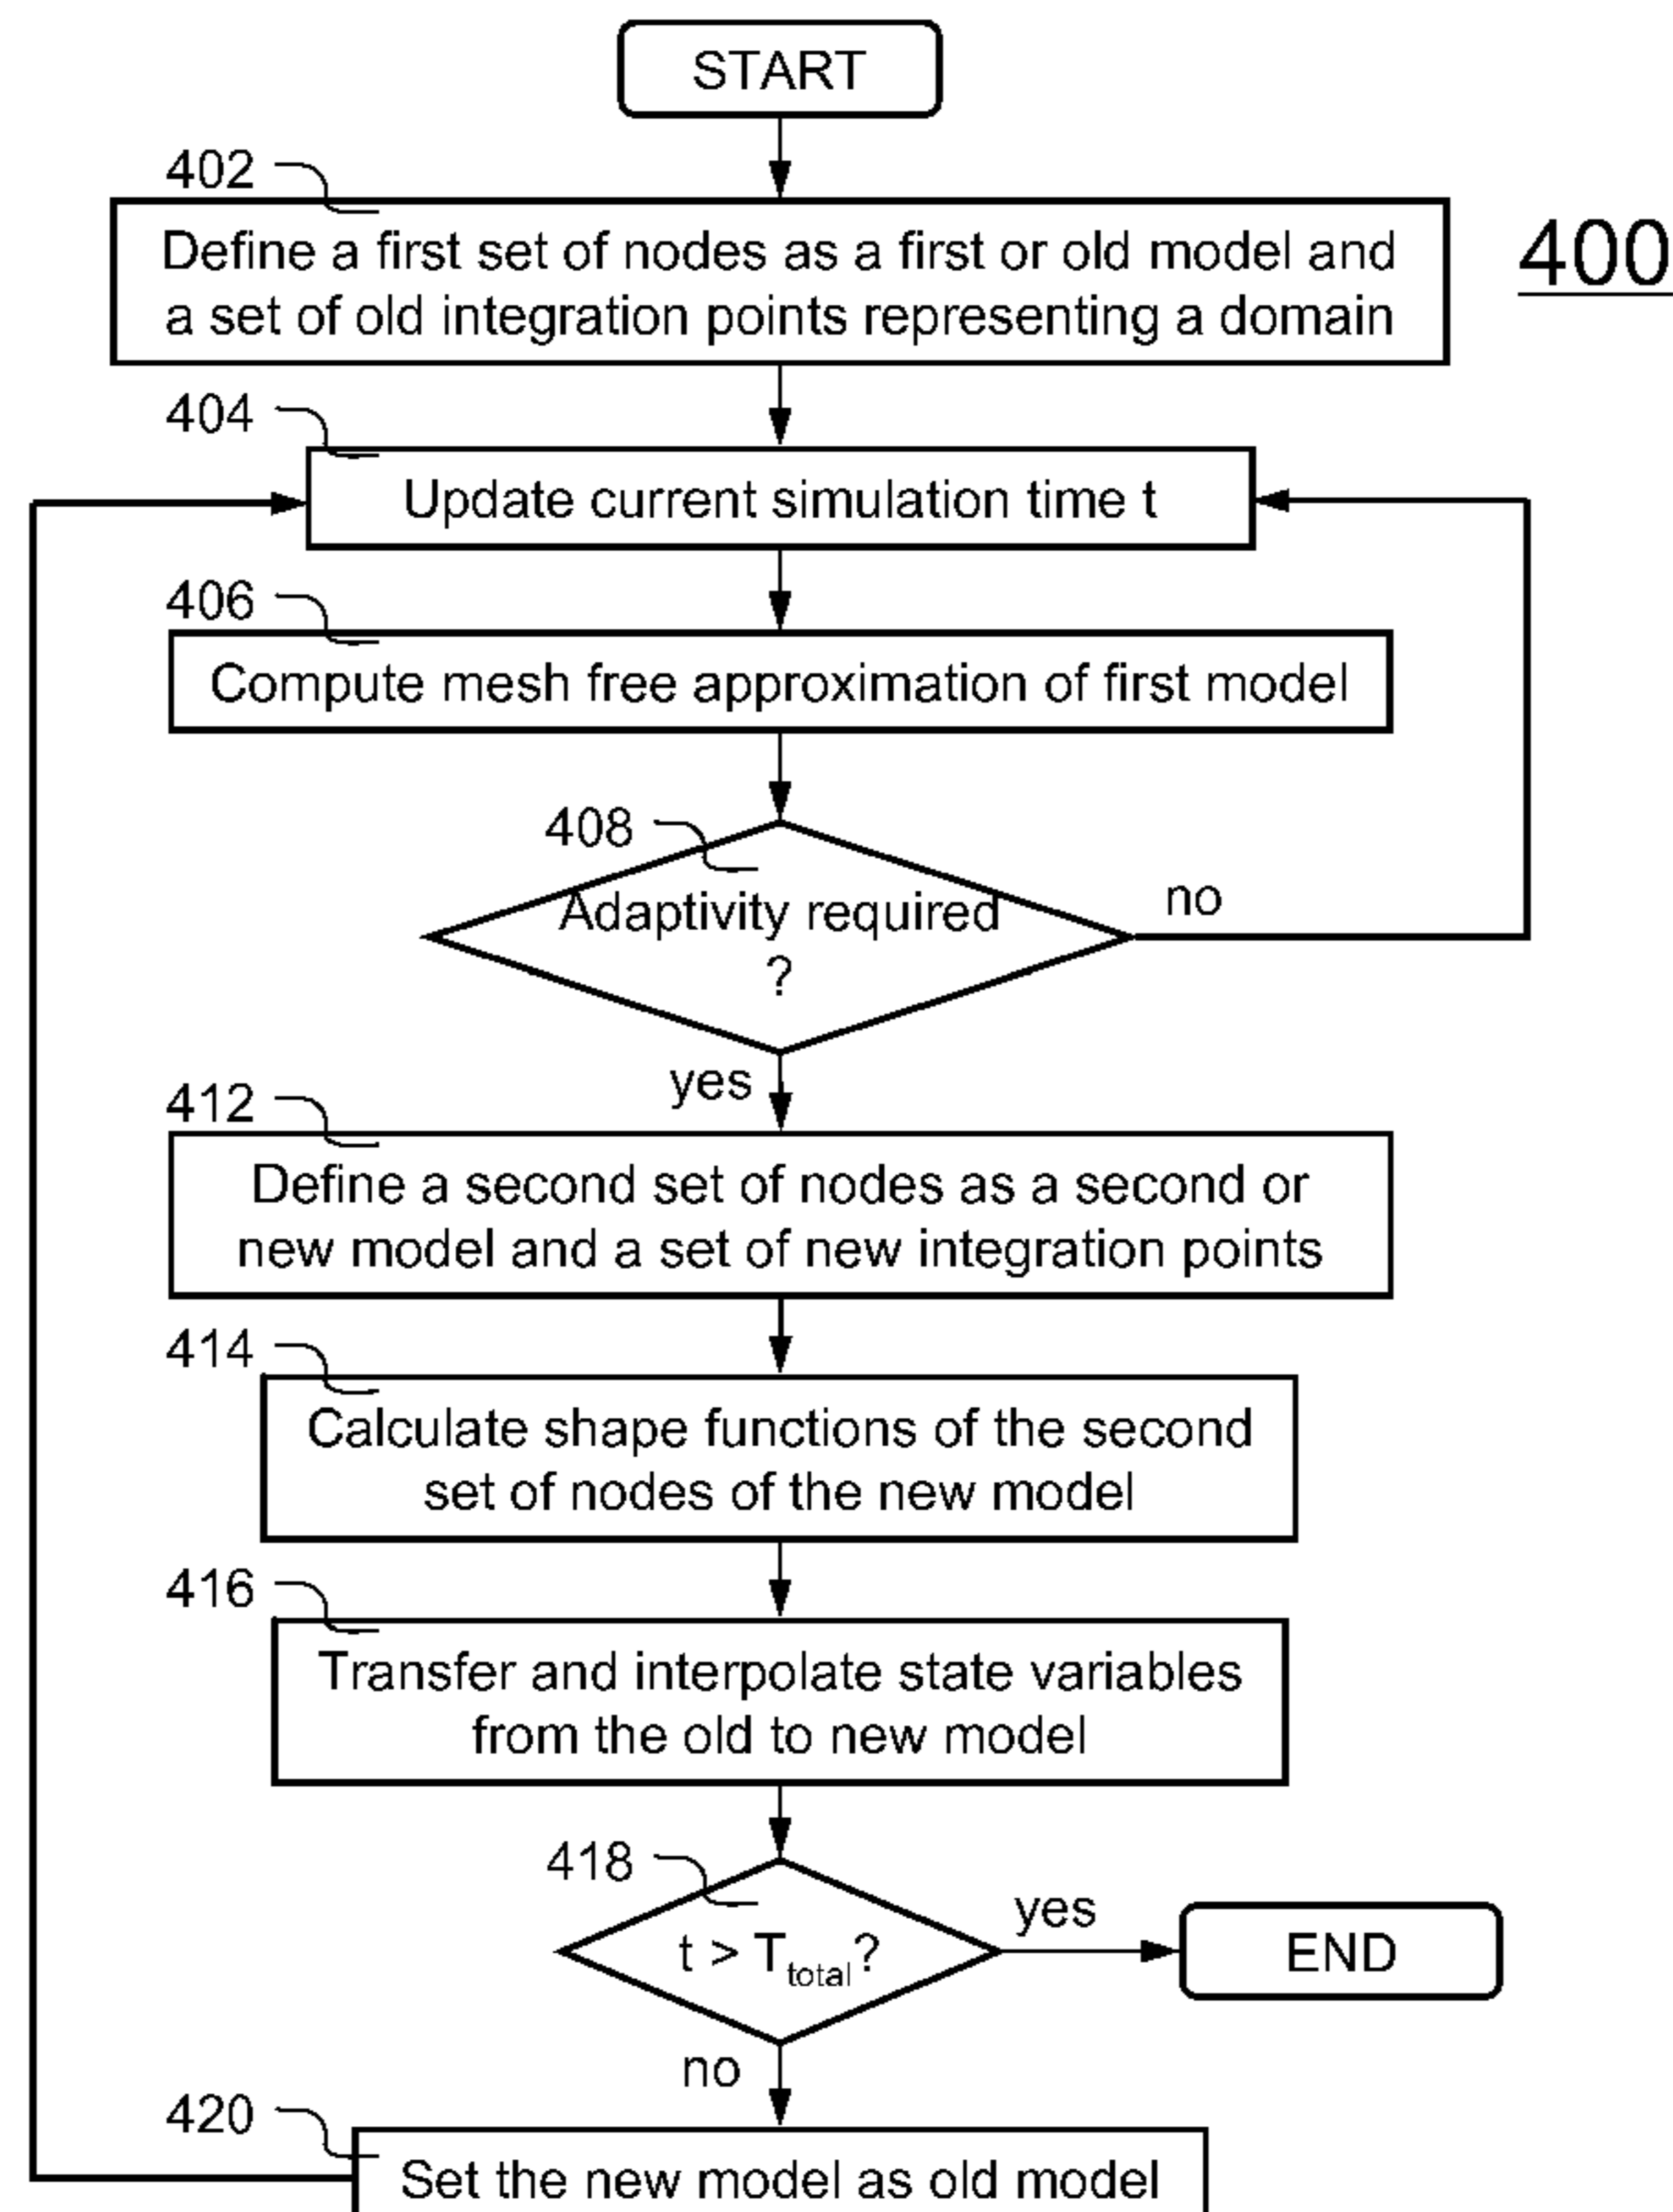 START
402
Define a first set of nodes as a first or old model and
a set of old integration points representing a domain
400
404
Update current simulation time t
406
Compute mesh free approximation of first model
408
Adaptivity required
?
no
yes
412
Define a second set of nodes as a second or
new model and a set of new integration points
414
Calculate shape functions of the second
set of nodes of the new model
416
Transfer and interpolate state variables
from the old to new model
418
t > Ttotal?
yes
END
no
420
Set the new model as old model